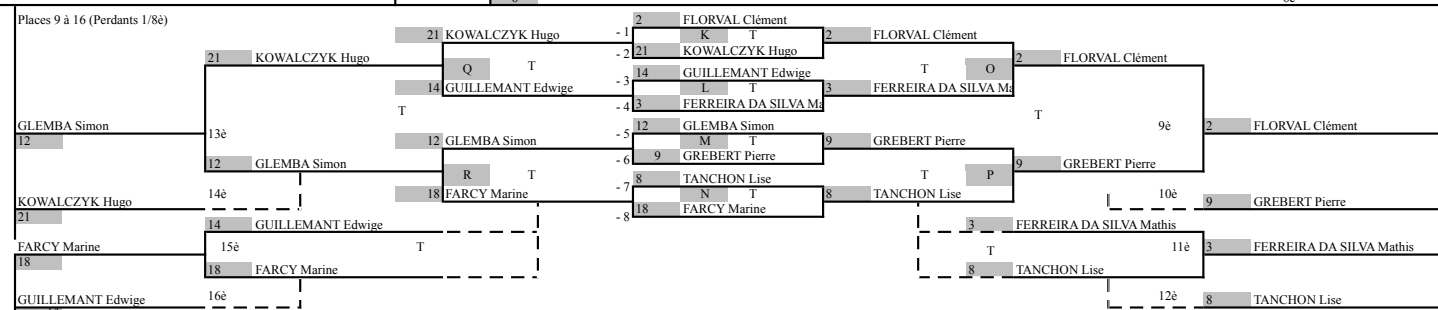 Places 9 à 16 (Perdants 1/8è)
2 FLORVAL Clément
21 KOWALCZYK Hugo - 1 K T 2 FLORVAL Clément
21 KOWALCZYK Hugo - 2 21 KOWALCZYK Hugo 2 FLORVAL Clément
Q T 14 GUILLEMANT Edwige T O
14 GUILLEMANT Edwige - 3 L T 3 FERREIRA DA SILVA Ma
T - 4 3 FERREIRA DA SILVA Ma T
GLEMBA Simon 12 GLEMBA Simon 9è 2 FLORVAL Clément
12 13è 12 GLEMBA Simon - 5 M T 9 GREBERT Pierre
12 GLEMBA Simon - 6 9 GREBERT Pierre 9 GREBERT Pierre
R T 8 TANCHON Lise T P
14è 18 FARCY Marine - 7 N T 8 TANCHON Lise 10è
KOWALCZYK Hugo - 8 18 FARCY Marine 9 GREBERT Pierre
21
14 GUILLEMANT Edwige 3 FERREIRA DA SILVA Mathis
FARCY Marine 15è T T 11è 3 FERREIRA DA SILVA Mathis
18
18 FARCY Marine 8 TANCHON Lise
GUILLEMANT Edwige 16è 12è 8 TANCHON Lise